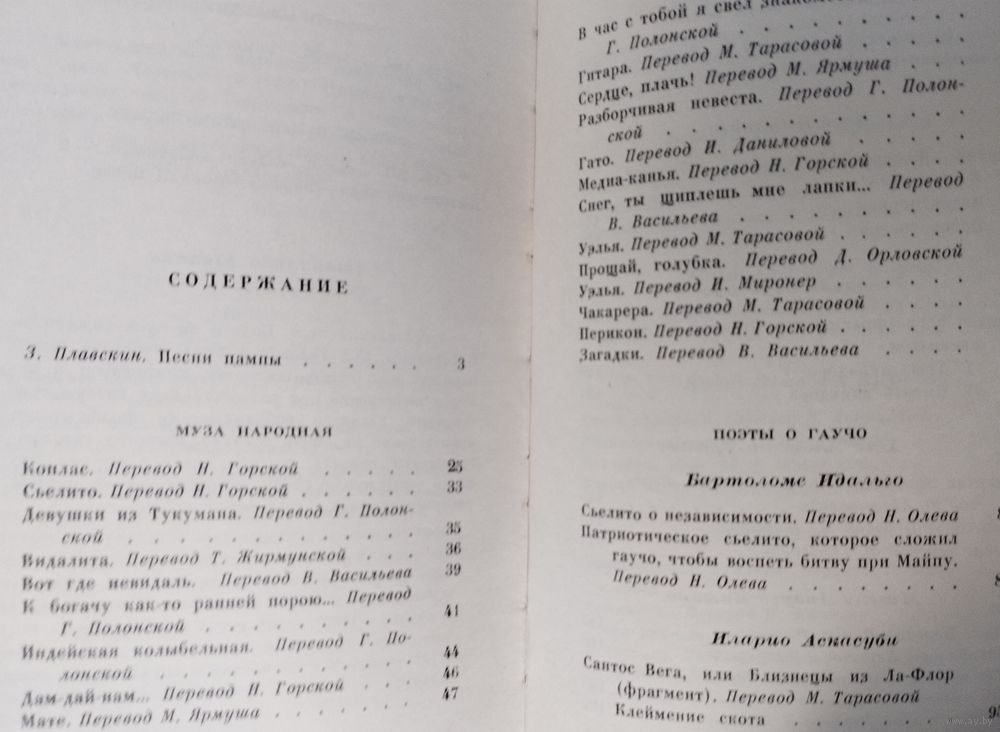 СОДЕРЖАНИЕ
З. Плавскин. Песни пампы . . . . . . 3
МУЗА НАРОДНАЯ
Коплас. Перевод Н. Горской . . . . . 25
Сьелито. Перевод Н. Горской . . . . . . 33
Девушки из Тукумана. Перевод Г. Полон-
ской . . . . . . . . . . . . 35
Видалита. Перевод Т. Жирмунской . . . 36
Вот где невидаль. Перевод В. Васильева 39
К богачу как-то ранней порою... Перевод
Г. Полонской . . . . . . . . . 41
Индейская колыбельная. Перевод Г. По-
лонской . . . . . . . . . . . 44
Дам-дай-нам... Перевод Н. Горской . . . 46
Мате. Перевод М. Ярмуша . . . . . . 47
В час с тобой я свел
Г. Полонской . . . . . . . . .
Гитара. Перевод М. Тарасовой . . . . .
Сердце, плачь! Перевод М. Ярмуша . . .
Разборчивая невеста. Перевод Г. Полон-
ской . . . . . . . . . . . .
Гато. Перевод И. Даниловой . . . . .
Медиа-канья. Перевод Н. Горской . . . .
Снег, ты щиплешь мне лапки... Перевод
В. Васильева . . . . . . . . .
Уэлья. Перевод М. Тарасовой . . . . . .
Прощай, голубка. Перевод Д. Орловской
Уэлья. Перевод И. Миронер . . . . . .
Чакарера. Перевод М. Тарасовой . . . .
Перикон. Перевод Н. Горской . . . . . .
Загадки. Перевод В. Васильева . . . .
ПОЭТЫ О ГАУЧО
Бартоломе Идальго
Сьелито о независимости. Перевод Н. Олева
Патриотическое сьелито, которое сложил
гаучо, чтобы воспеть битву при Майпу.
Перевод Н. Олева . . . . . . . .
Иларио Аскасуби
Сантос Вега, или Близнецы из Ла-Флор
(фрагмент). Перевод М. Тарасовой
Клеймение скота . . . . . . .
www.ay.by